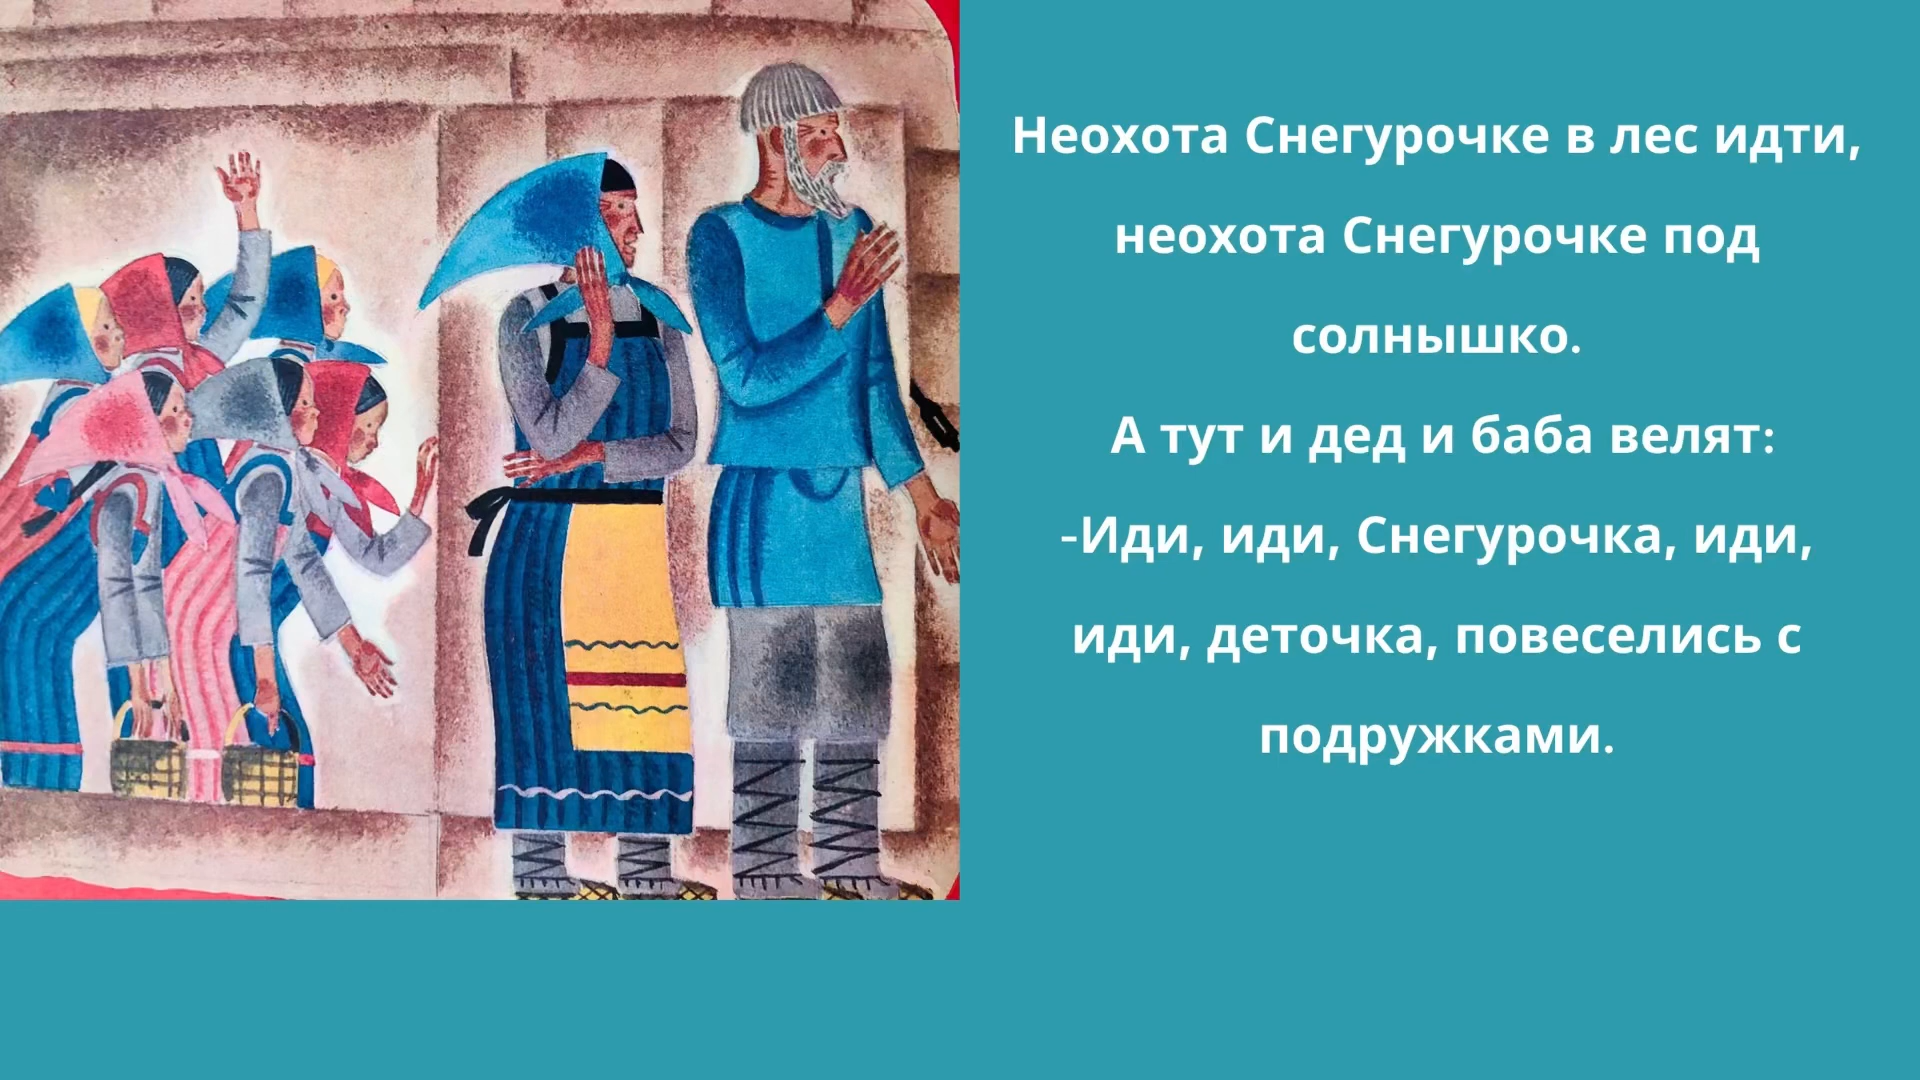 Неохота Снегурочке в лес идти,
неохота Снегурочке под
солнышко.
А тут и дед и баба велят:
-Иди, иди, Снегурочка, иди,
иди, деточка, повеселись с
подружками.